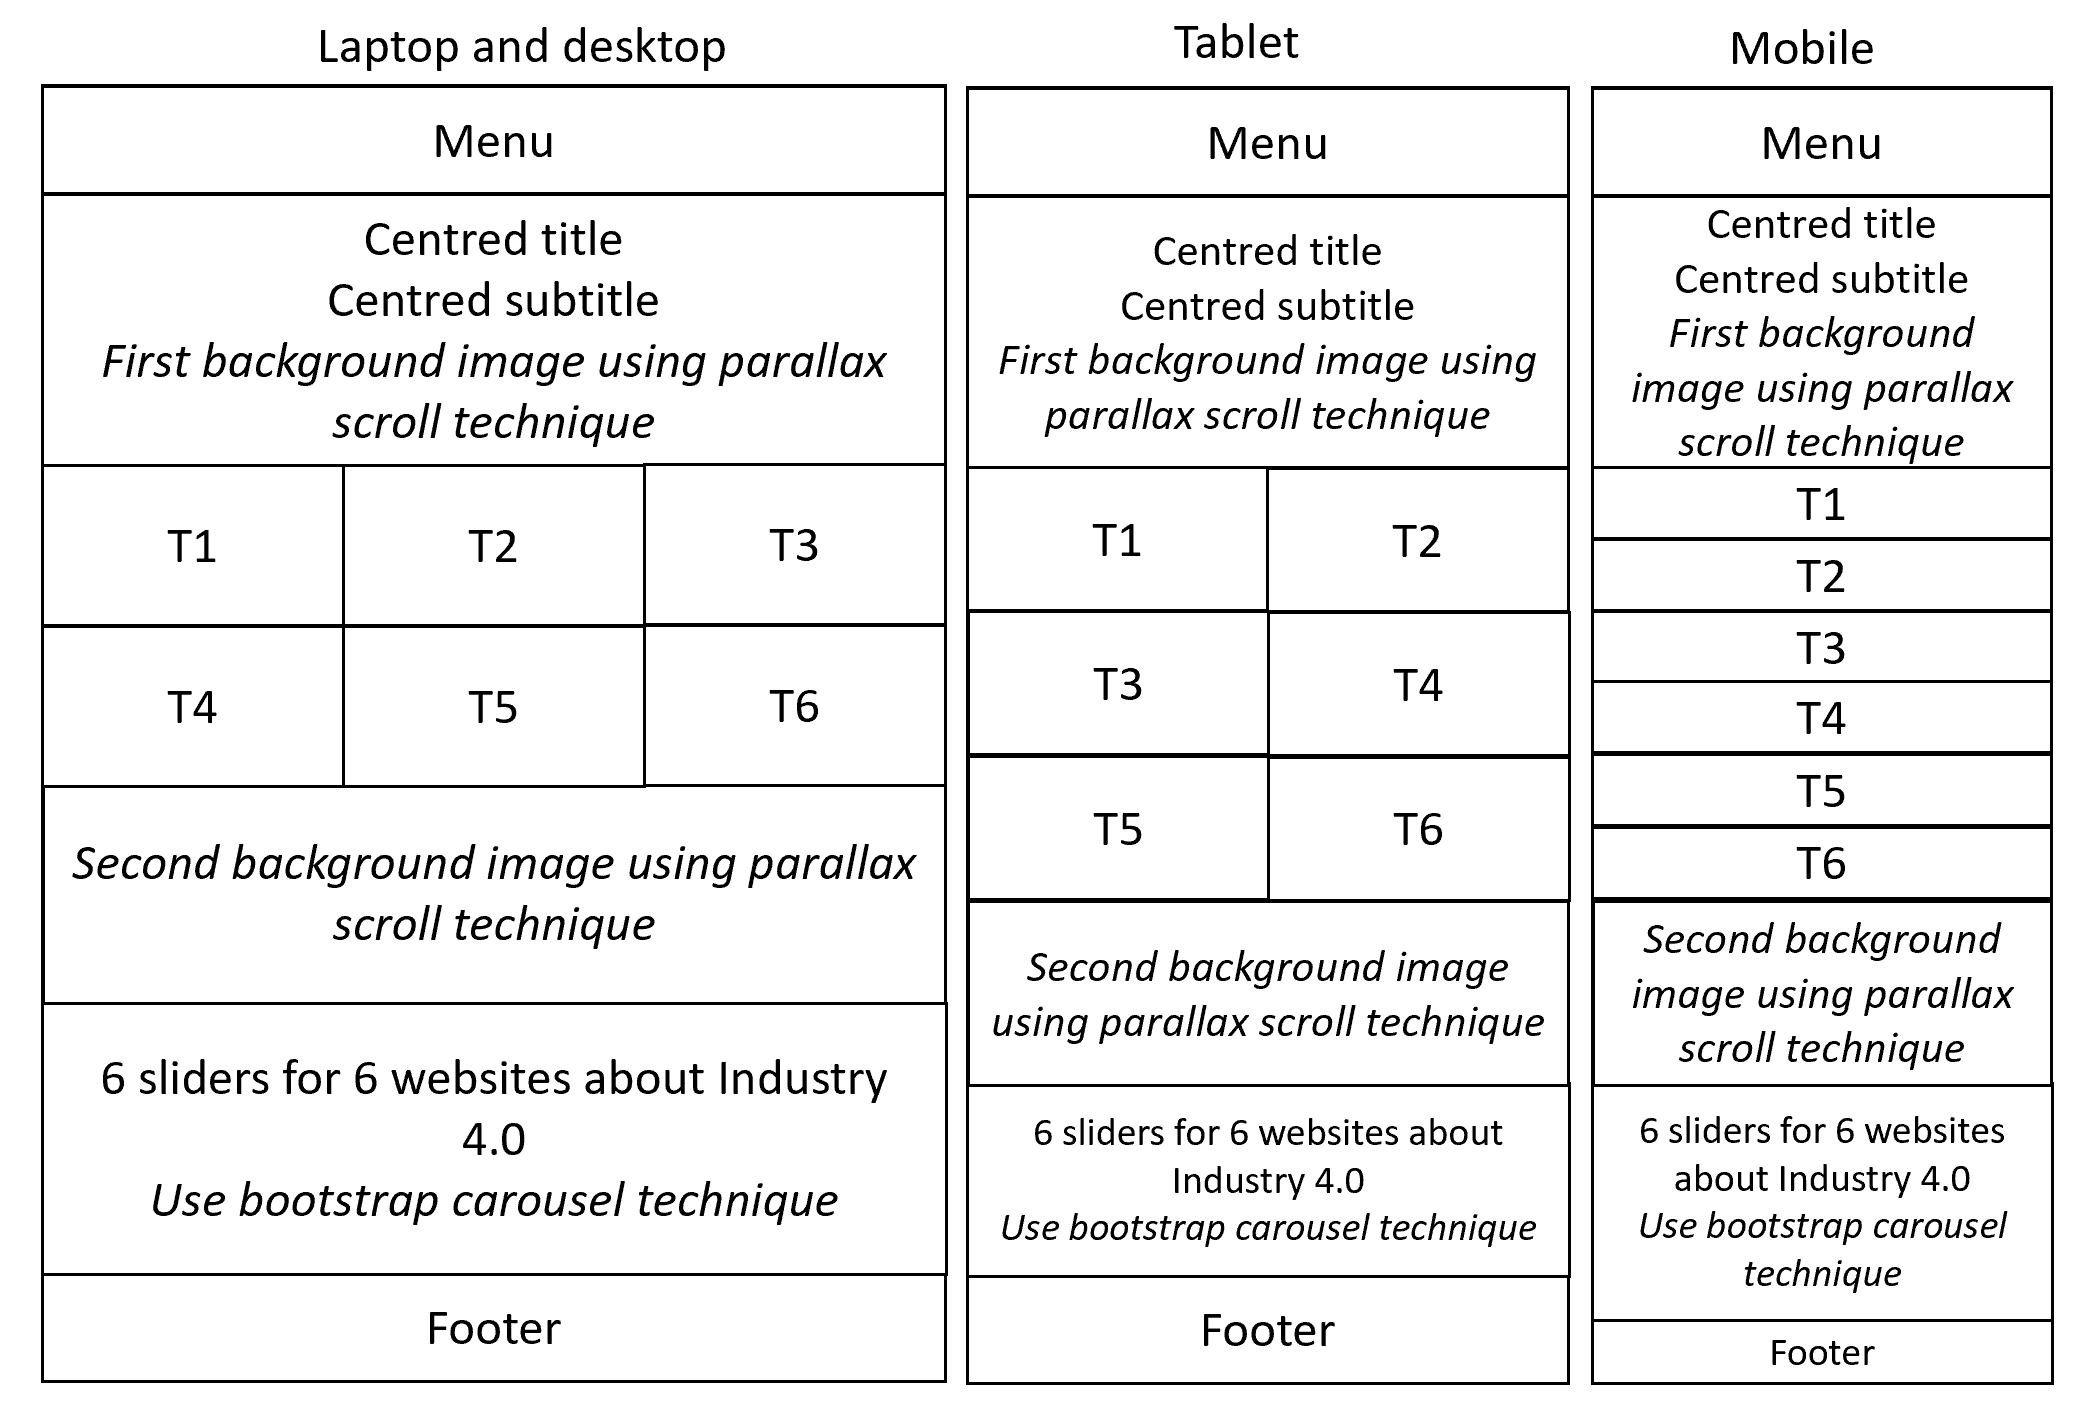 Laptop and desktop
Menu
Centred title
Centred subtitle
First background image using parallax
scroll technique
T1
T2
T3
T4
T5
T6
Second background image using parallax
scroll technique
6 sliders for 6 websites about Industry
4.0
Use bootstrap carousel technique
Footer
Tablet
Menu
Centred title
Centred subtitle
First background image using
parallax scroll technique
T1
T2
T3
T4
T5
T6
Second background image
using parallax scroll technique
6 sliders for 6 websites about
Industry 4.0
Use bootstrap carousel technique
Footer
Mobile
Menu
Centred title
Centred subtitle
First background
image using parallax
scroll technique
T1
T2
T3
T4
T5
T6
Second background
image using parallax
scroll technique
6 sliders for 6 websites
about Industry 4.0
Use bootstrap carousel
technique
Footer